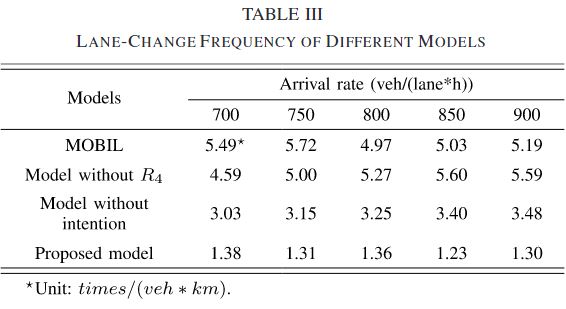 TABLE III
LANE-CHANGE FREQUENCY OF DIFFERENT MODELS
Models
Arrival rate (veh/(lane*h))
700 750 800 850 900
MOBIL 5.49* 5.72 4.97 5.03 5.19
Model without R4 4.59 5.00 5.27 5.60 5.59
Model without
intention 3.03 3.15 3.25 3.40 3.48
Proposed model 1.38 1.31 1.36 1.23 1.30
*Unit: times/(veh * km).